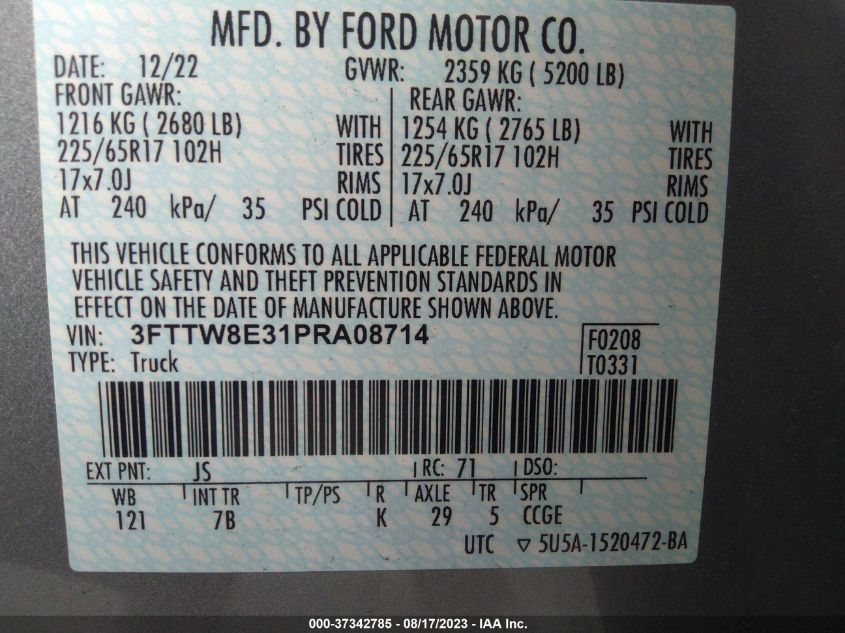 MFD. BY FORD MOTOR CO.
DATE: 12/22 GVWR: 2359 KG ( 5200 LB)
FRONT GAWR: REAR GAWR:
1216 KG ( 2680 LB) WITH 1254 KG ( 2765 LB) WITH
225/65R17 102H TIRES 225/65R17 102H TIRES
17x7.0J RIMS 17x7.0J RIMS
AT 240 kPa/ 35 PSI COLD AT 240 kPa/ 35 PSI COLD
THIS VEHICLE CONFORMS TO ALL APPLICABLE FEDERAL MOTOR
VEHICLE SAFETY AND THEFT PREVENTION STANDARDS IN
EFFECT ON THE DATE OF MANUFACTURE SHOWN ABOVE.
VIN: 3FTTW8E31PRA08714 F0208
TYPE: Truck T0331
EXT PNT: JS RC: 71 DSO:
WB INT TR TP/PS R AXLE TR SPR
121 7B K 29 5 CCGE
UTC ▽ 5U5A-1520472-BA
000-37342785 - 08/17/2023 - IAA Inc.